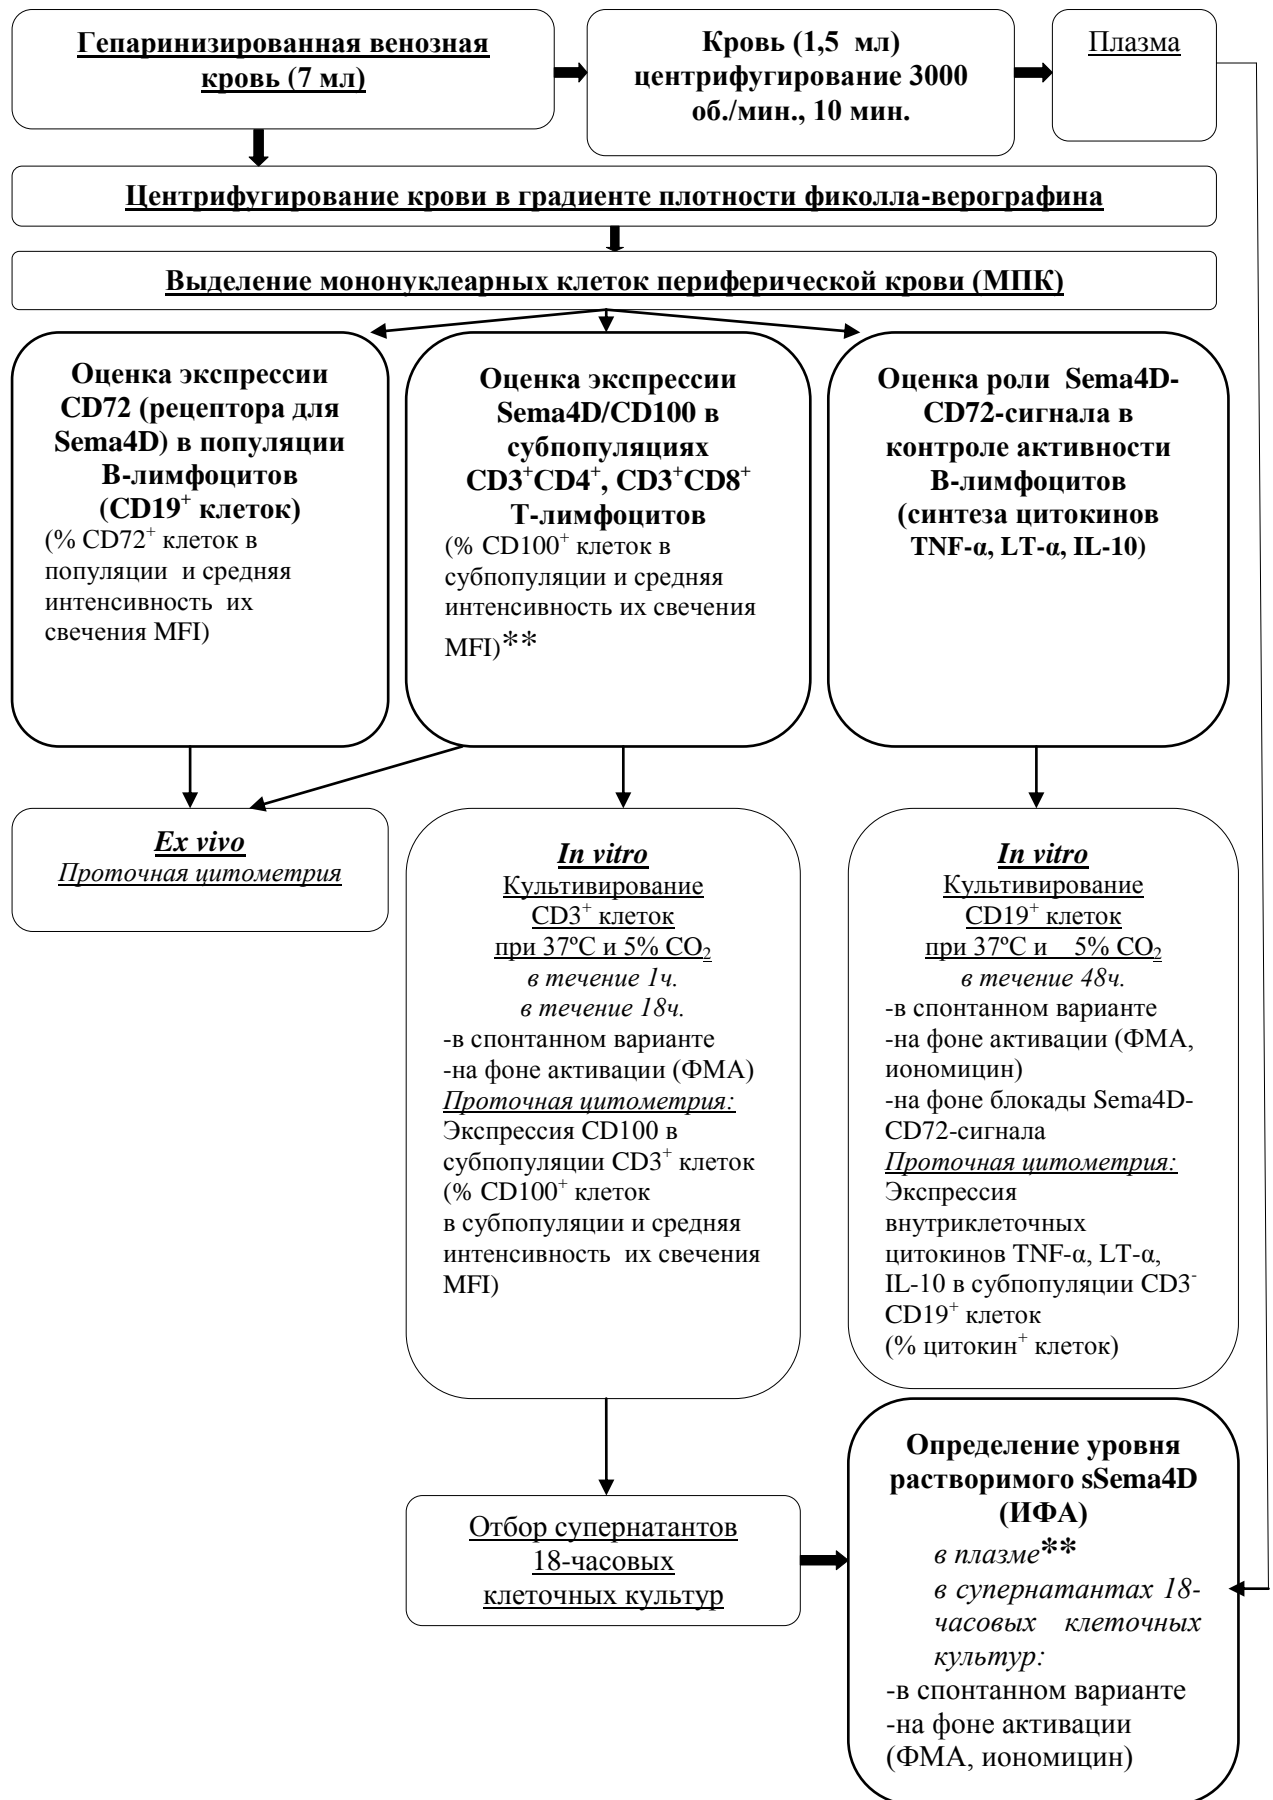 Гепаринизированная венозная
кровь (7 мл)
Кровь (1,5 мл)
центрифугирование 3000
об./мин., 10 мин.
Плазма
Центрифугирование крови в градиенте плотности фиколла-верографина
Выделение мононуклеарных клеток периферической крови (МПК)
Оценка экспрессии
CD72 (рецептора для
Sema4D) в популяции
В-лимфоцитов
(CD19⁺ клеток)
(% CD72⁺ клеток в
популяции и средняя
интенсивность их
свечения MFI)
Оценка экспрессии
Sema4D/CD100 в
субпопуляциях
CD3⁺CD4⁺, CD3⁺CD8⁺
Т-лимфоцитов
(% CD100⁺ клеток в
субпопуляции и средняя
интенсивность их свечения
MFI)**
Оценка роли Sema4D-
CD72-сигнала в
контроле активности
В-лимфоцитов
(синтеза цитокинов
TNF-α, LT-α, IL-10)
Ex vivo
Проточная цитометрия
In vitro
Культивирование
CD3⁺ клеток
при 37ºС и 5% CO₂
в течение 1ч.
в течение 18ч.
-в спонтанном варианте
-на фоне активации (ФМА)
Проточная цитометрия:
Экспрессия CD100 в
субпопуляции CD3⁺ клеток
(% CD100⁺ клеток
в субпопуляции и средняя
интенсивность их свечения
MFI)
In vitro
Культивирование
CD19⁺ клеток
при 37ºС и 5% CO₂
в течение 48ч.
-в спонтанном варианте
-на фоне активации (ФМА,
иономицин)
-на фоне блокады Sema4D-
CD72-сигнала
Проточная цитометрия:
Экспрессия
внутриклеточных
цитокинов TNF-α, LT-α,
IL-10 в субпопуляции CD3⁻
CD19⁺ клеток
(% цитокин⁺ клеток)
Отбор супернатантов
18-часовых
клеточных культур
Определение уровня
растворимого sSema4D
(ИФА)
в плазме**
в супернатантах 18-
часовых клеточных
культур:
-в спонтанном варианте
-на фоне активации
(ФМА, иономицин)